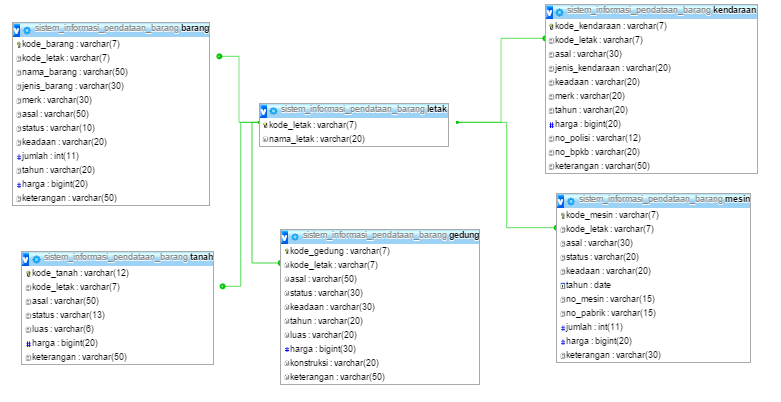 sistem_informasi_pendataan_barang.barang
kode_barang : varchar(7)
kode_letak : varchar(7)
nama_barang : varchar(50)
jenis_barang : varchar(30)
merk : varchar(30)
asal : varchar(50)
status : varchar(10)
keadaan : varchar(20)
jumlah : int(11)
tahun : varchar(20)
harga : bigint(20)
keterangan : varchar(50)
sistem_informasi_pendataan_barang.letak
kode_letak : varchar(7)
nama_letak : varchar(20)
sistem_informasi_pendataan_barang.kendaraan
kode_kendaraan : varchar(7)
kode_letak : varchar(7)
asal : varchar(30)
jenis_kendaraan : varchar(20)
keadaan : varchar(20)
merk : varchar(20)
tahun : varchar(20)
harga : bigint(20)
no_polisi : varchar(12)
no_bpkb : varchar(20)
keterangan : varchar(50)
sistem_informasi_pendataan_barang.tanah
kode_tanah : varchar(12)
kode_letak : varchar(7)
asal : varchar(50)
status : varchar(13)
luas : varchar(6)
harga : bigint(20)
keterangan : varchar(50)
sistem_informasi_pendataan_barang.gedung
kode_gedung : varchar(7)
kode_letak : varchar(7)
asal : varchar(50)
status : varchar(30)
keadaan : varchar(30)
tahun : varchar(20)
luas : varchar(20)
harga : bigint(30)
konstruksi : varchar(20)
keterangan : varchar(50)
sistem_informasi_pendataan_barang.mesin
kode_mesin : varchar(7)
kode_letak : varchar(7)
asal : varchar(30)
status : varchar(20)
keadaan : varchar(20)
tahun : date
no_mesin : varchar(15)
no_pabrik : varchar(15)
jumlah : int(11)
harga : bigint(20)
keterangan : varchar(30)